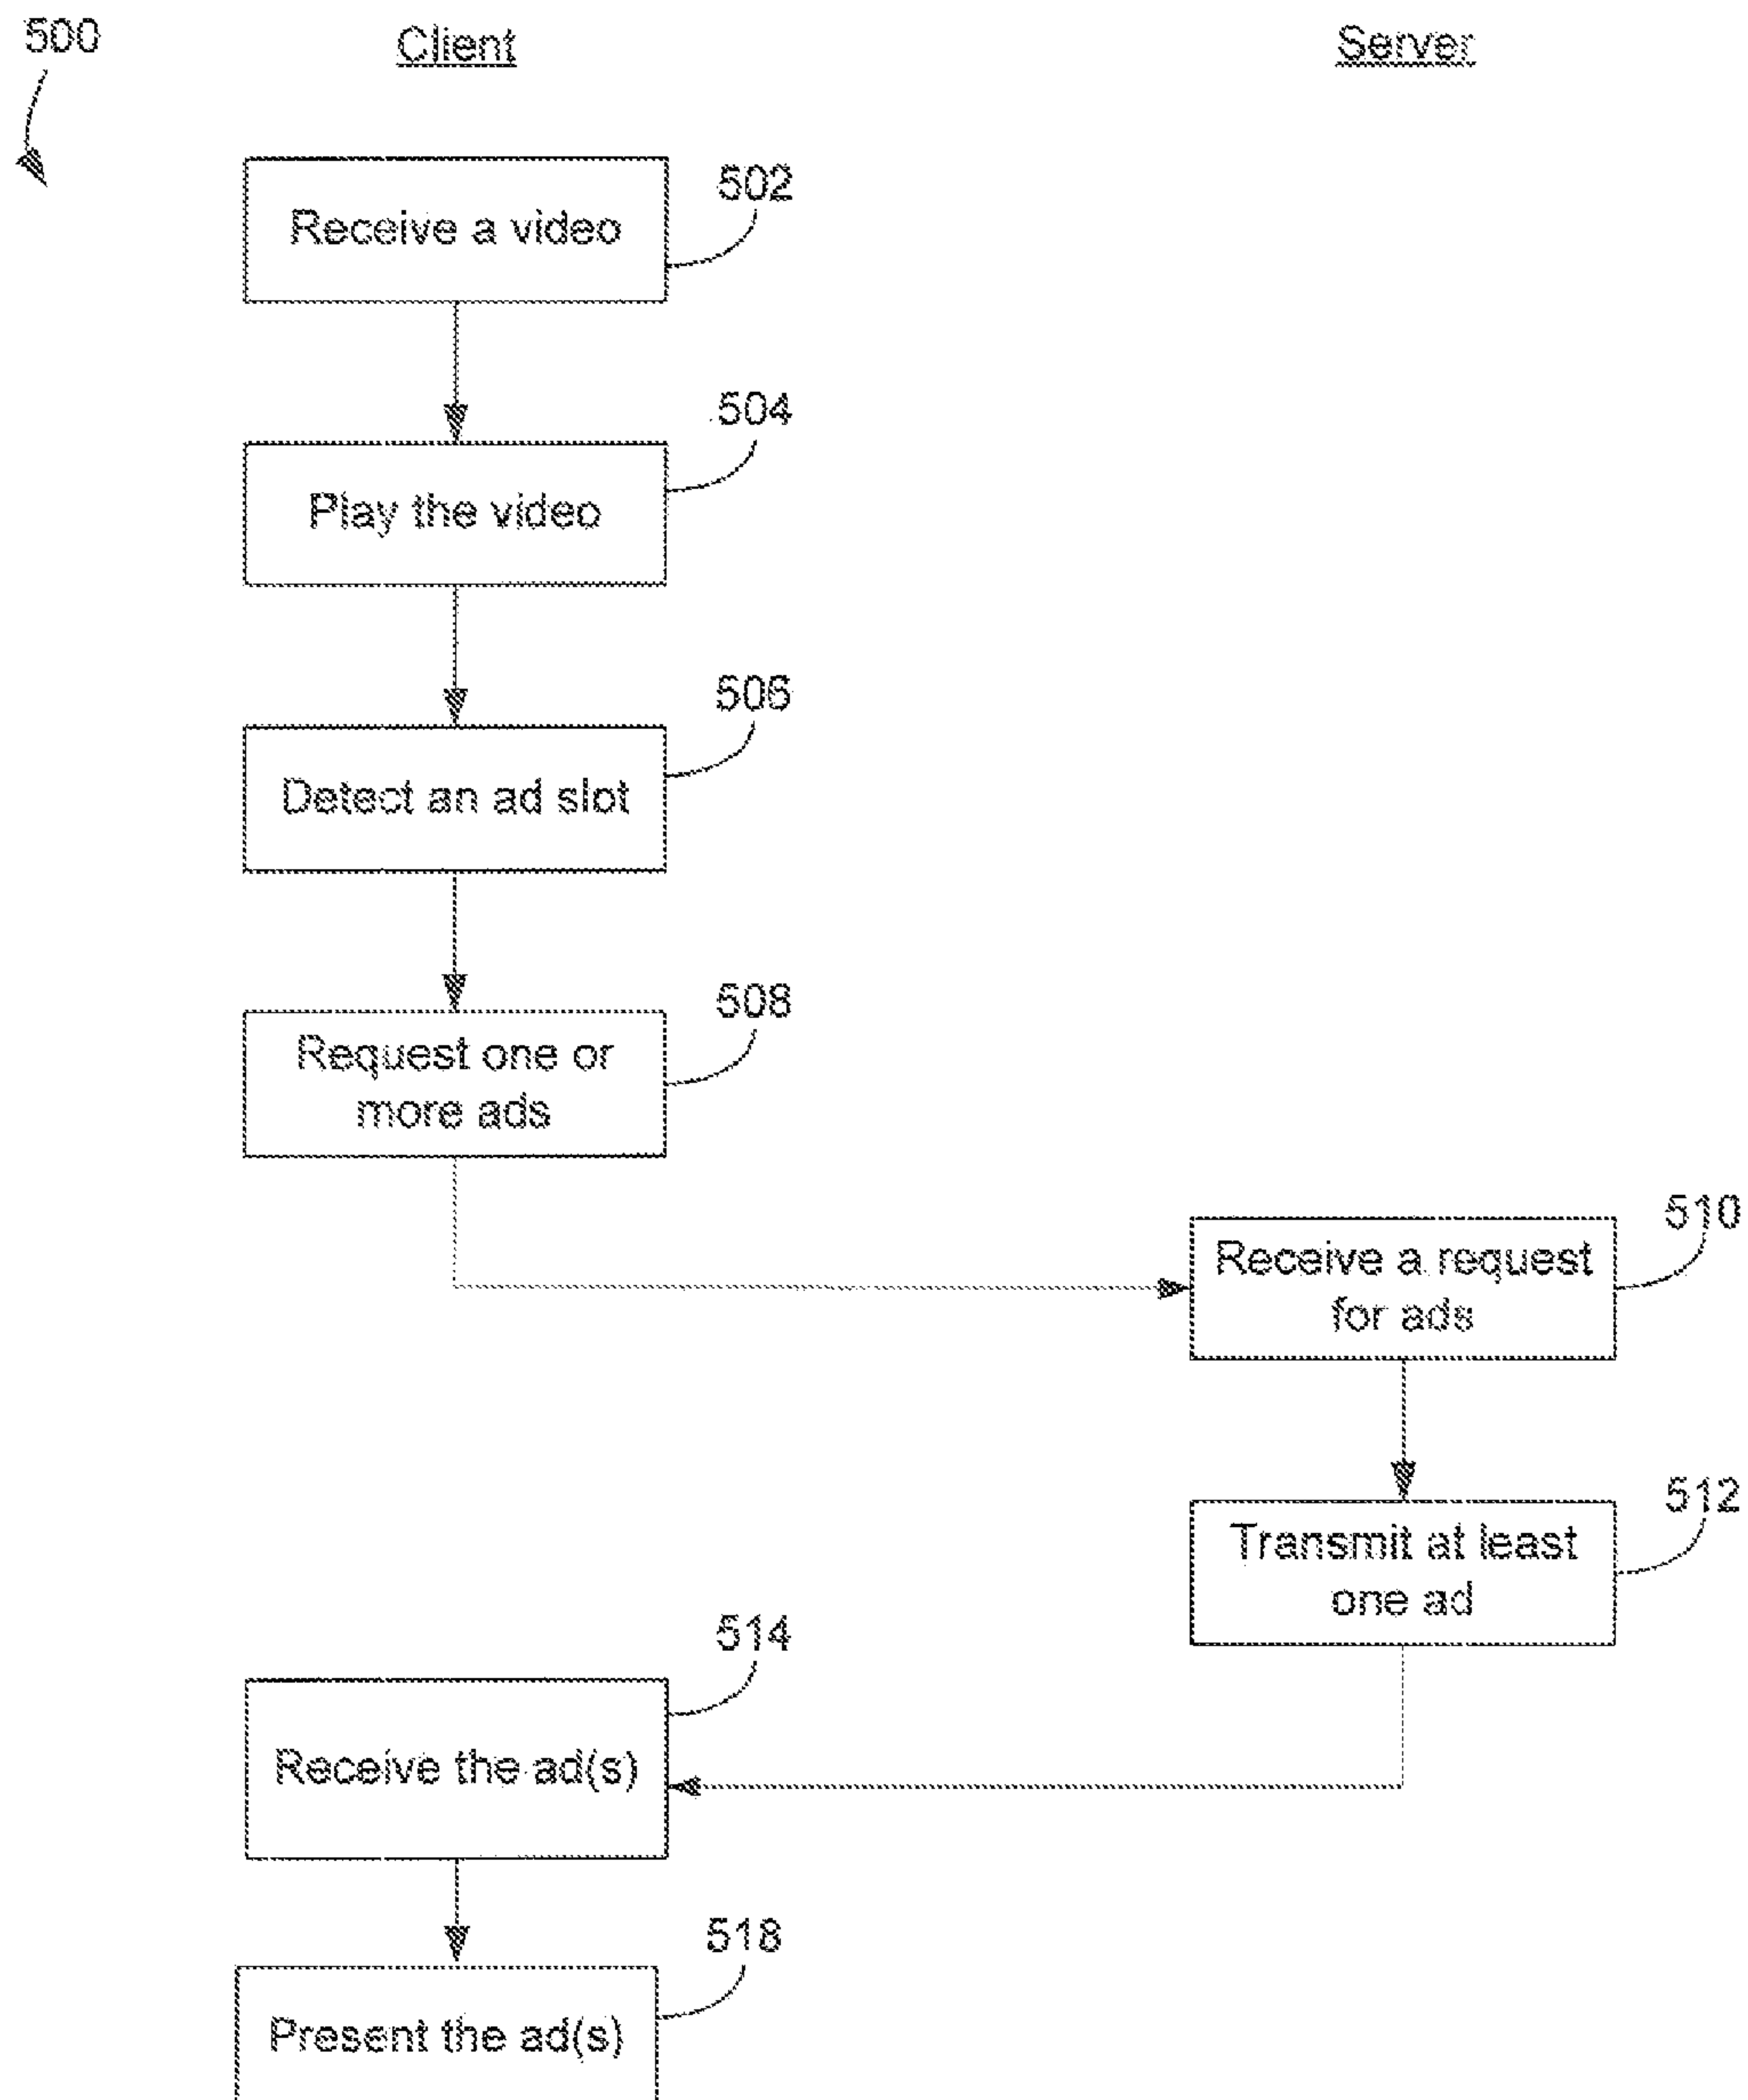 500
Client
Server
502
Receive a video
504
Play the video
506
Detect an ad slot
508
Request one or
more ads
510
Receive a request
for ads
512
Transmit at least
one ad
514
Receive the ad(s)
518
Present the ad(s)